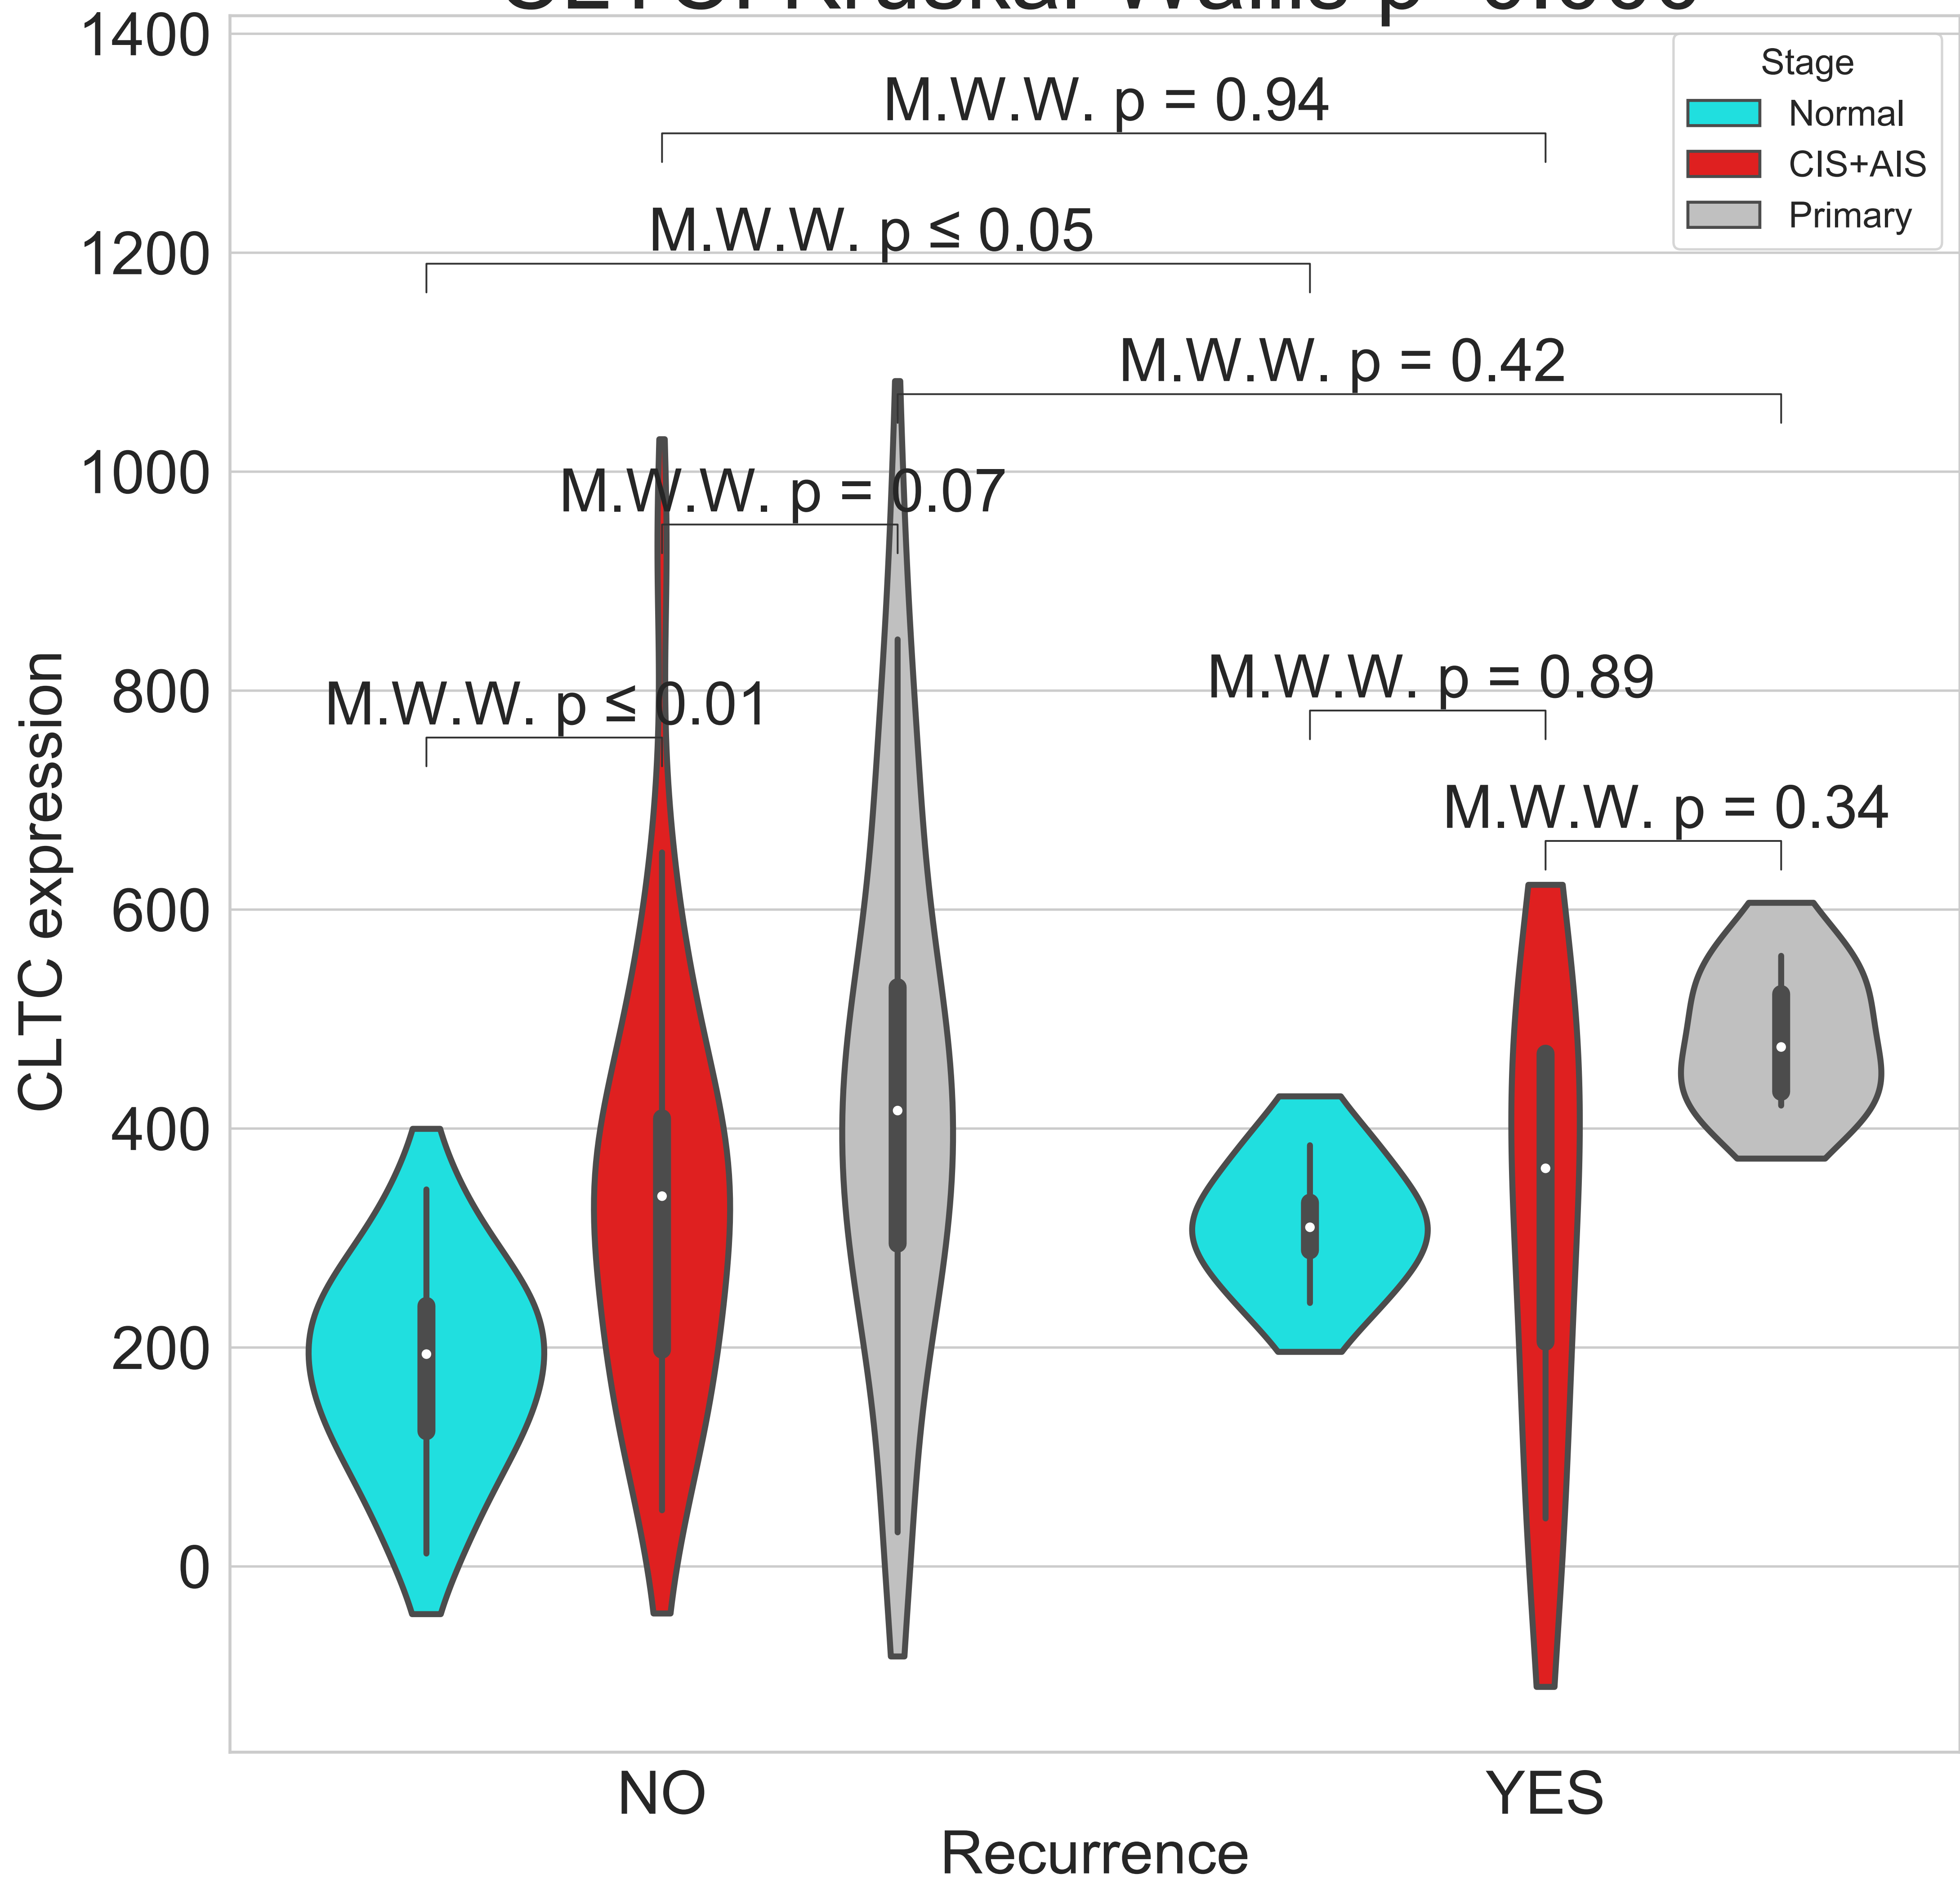 1400
M.W.W. p = 0.94
Stage
Normal
CIS+AIS
Primary
M.W.W. p ≤ 0.05
1200
M.W.W. p = 0.42
1000
M.W.W. p = 0.07
800
M.W.W. p ≤ 0.01
M.W.W. p = 0.89
M.W.W. p = 0.34
600
400
200
0
CLTC expression
NO
YES
Recurrence